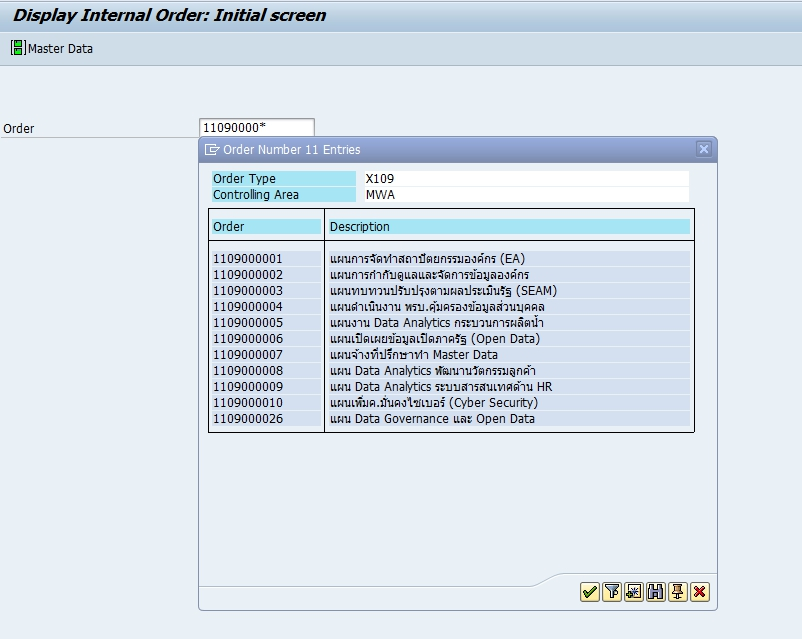 Display Internal Order: Initial screen
Master Data
Order 11090000*
Order Number 11 Entries
Order Type X109
Controlling Area MWA
Order Description
1109000001 แผนการจัดทำสถาปัตยกรรมองค์กร (EA)
1109000002 แผนการกำกับดูแลและจัดการข้อมูลองค์กร
1109000003 แผนทบทวนปรับปรุงตามผลประเมินรัฐ (SEAM)
1109000004 แผนดำเนินงาน พรบ.คุ้มครองข้อมูลส่วนบุคคล
1109000005 แผนงาน Data Analytics กระบวนการผลิตน้ำ
1109000006 แผนเปิดเผยข้อมูลเปิดภาครัฐ (Open Data)
1109000007 แผนจ้างที่ปรึกษาทำ Master Data
1109000008 แผน Data Analytics พัฒนานวัตกรรมลูกค้า
1109000009 แผน Data Analytics ระบบสารสนเทศด้าน HR
1109000010 แผนเพิ่มค.มั่นคงไซเบอร์ (Cyber Security)
1109000026 แผน Data Governance และ Open Data